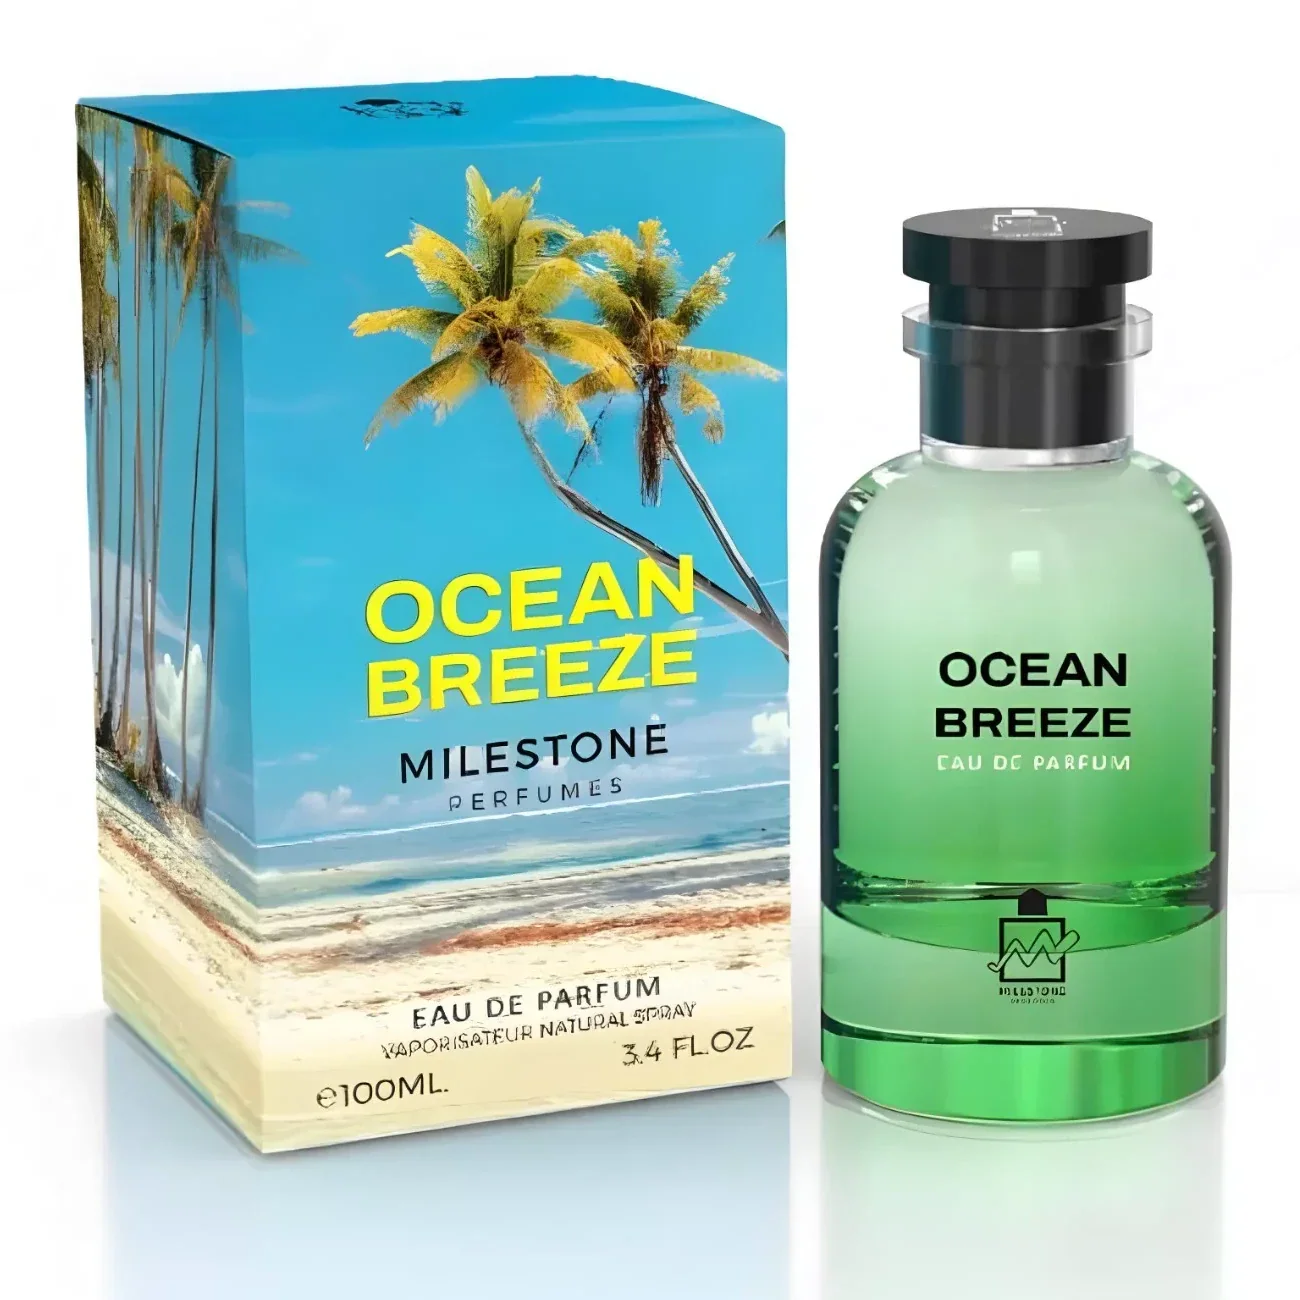 OCEAN
BREEZE
MILESTONE
PERFUMES
EAU DE PARFUM
VAPORISATEUR NATURAL SPRAY
3.4 FL.OZ
℮100ML.
OCEAN
BREEZE
EAU DE PARFUM
MILESTONE